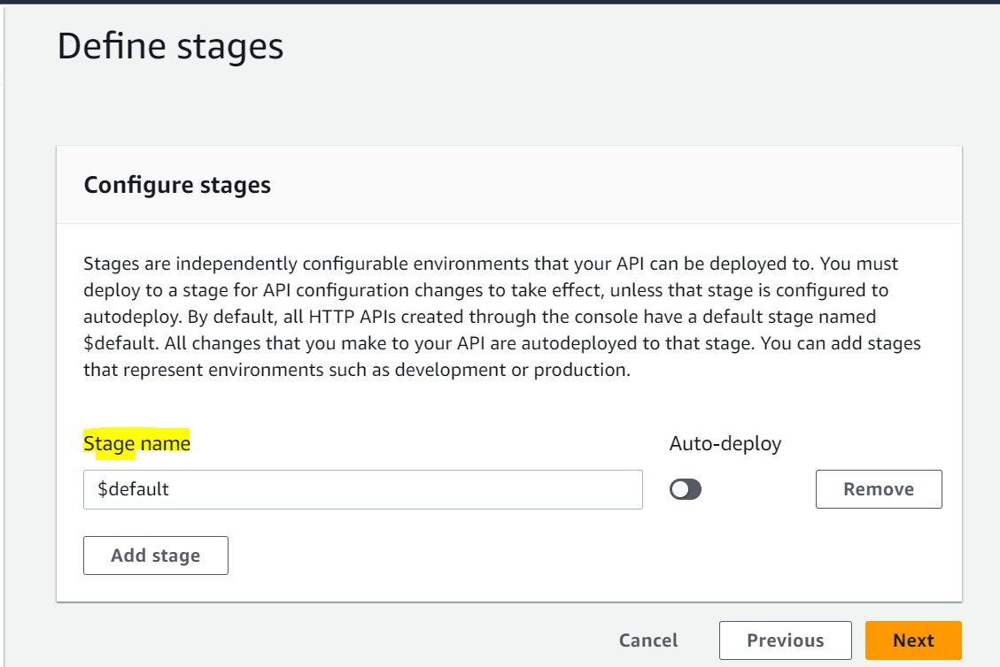 Define stages
Configure stages
Stages are independently configurable environments that your API can be deployed to. You must
deploy to a stage for API configuration changes to take effect, unless that stage is configured to
autodeploy. By default, all HTTP APIs created through the console have a default stage named
$default. All changes that you make to your API are autodeployed to that stage. You can add stages
that represent environments such as development or production.
Stage name Auto-deploy
$default Remove
Add stage
Cancel Previous Next